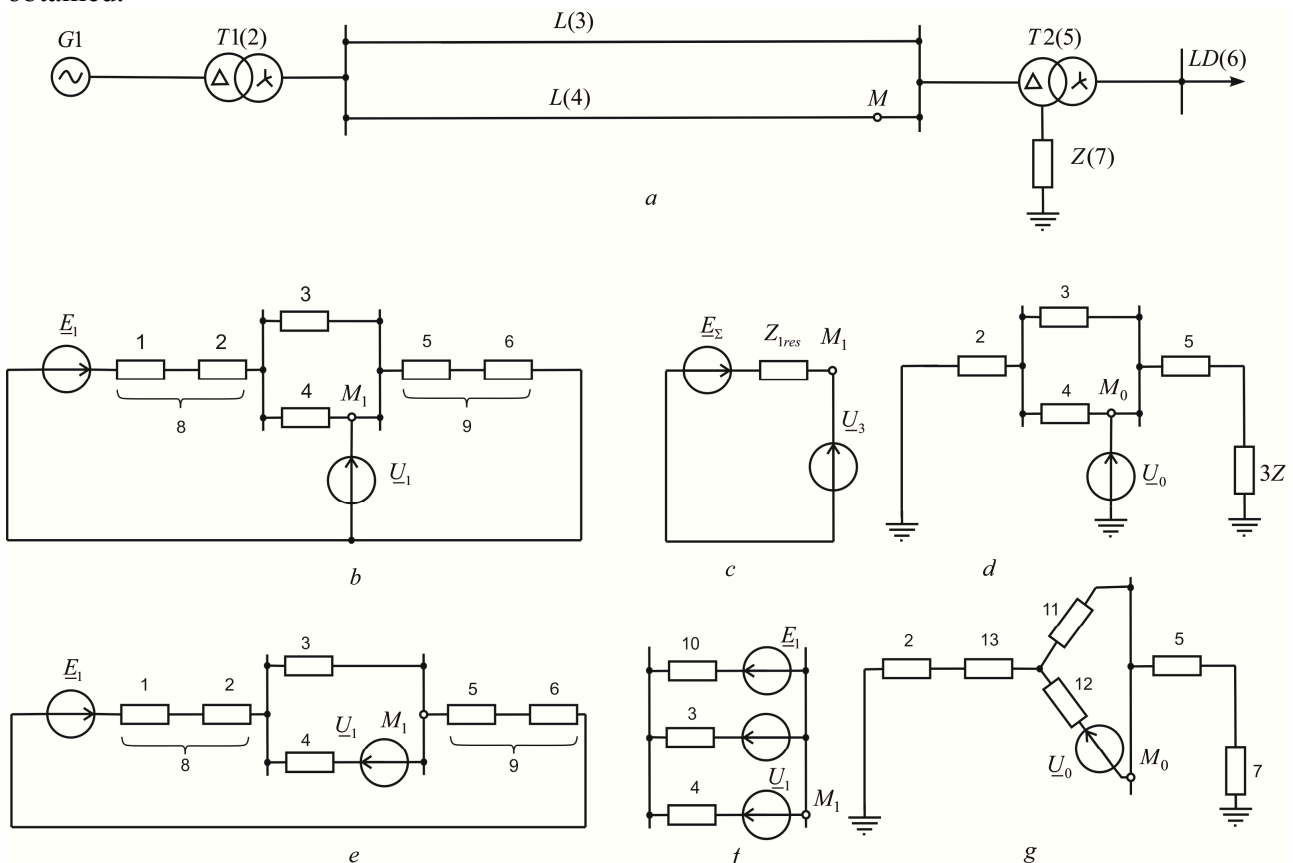 obtained.
G1
T1(2)
L(3)
L(4)
M
T2(5)
LD(6)
Z(7)
a
E₁
1
2
8
3
4
M₁
U₁
5
6
9
b
E_Σ
Z₁res
M₁
U₃
c
2
3
4
M₀
U₀
5
3Z
d
E₁
1
2
8
3
4
U₁
M₁
5
6
9
e
10
E₁
3
4
U₁
M₁
f
2
13
11
12
U₀
M₀
5
7
g